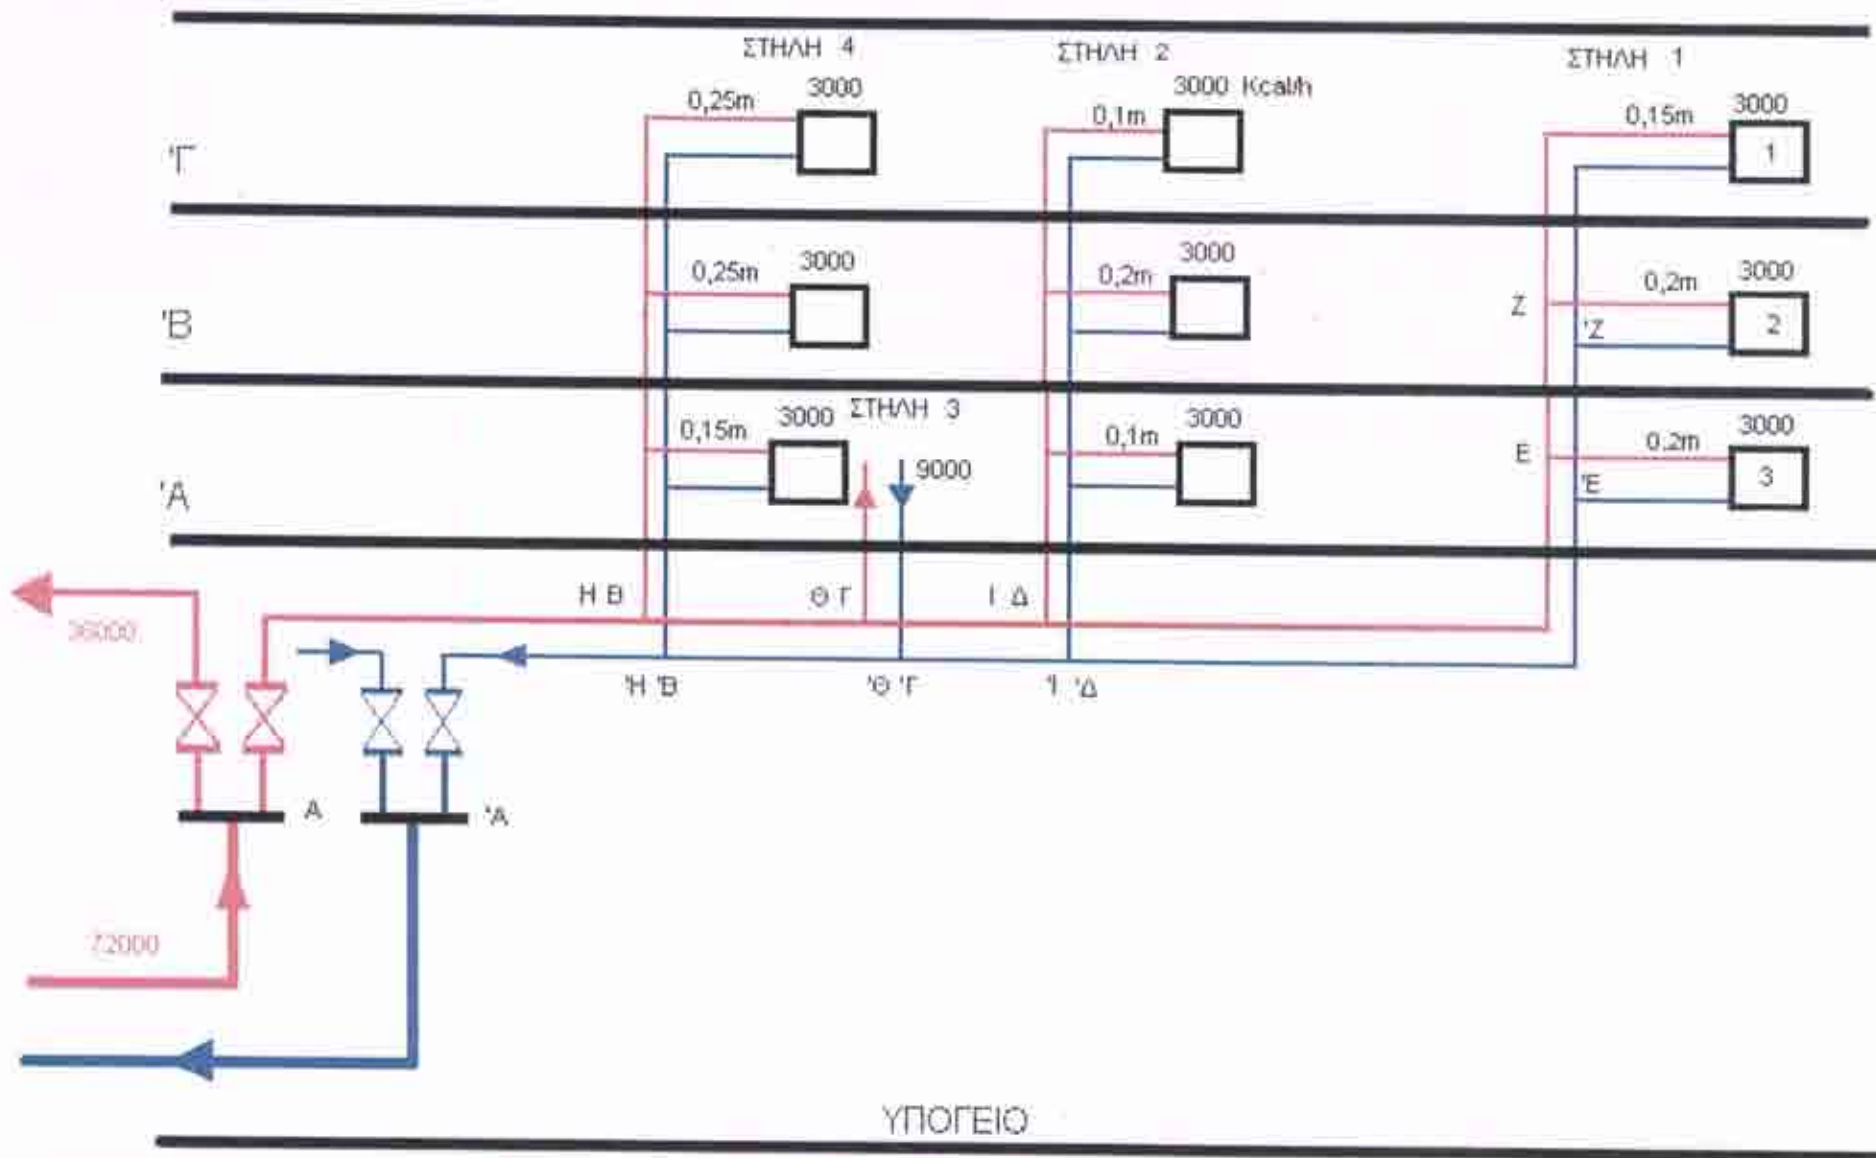 ΣΤΗΛΗ 4
ΣΤΗΛΗ 2
ΣΤΗΛΗ 1
0,25m 3000
0,1m 3000 Kcal/h
0,15m 3000
1
'Γ
0,25m 3000
0,2m 3000
0,2m 3000
2
Ζ
'Ζ
'Β
0,15m 3000
ΣΤΗΛΗ 3
0,1m 3000
0,2m 3000
3
9000
Ε
'Ε
'Α
Η Β
Θ Γ
Ι Δ
36000
'Η 'Β
'Θ 'Γ
'Ι 'Δ
Α
'Α
72000
ΥΠΟΓΕΙΟ